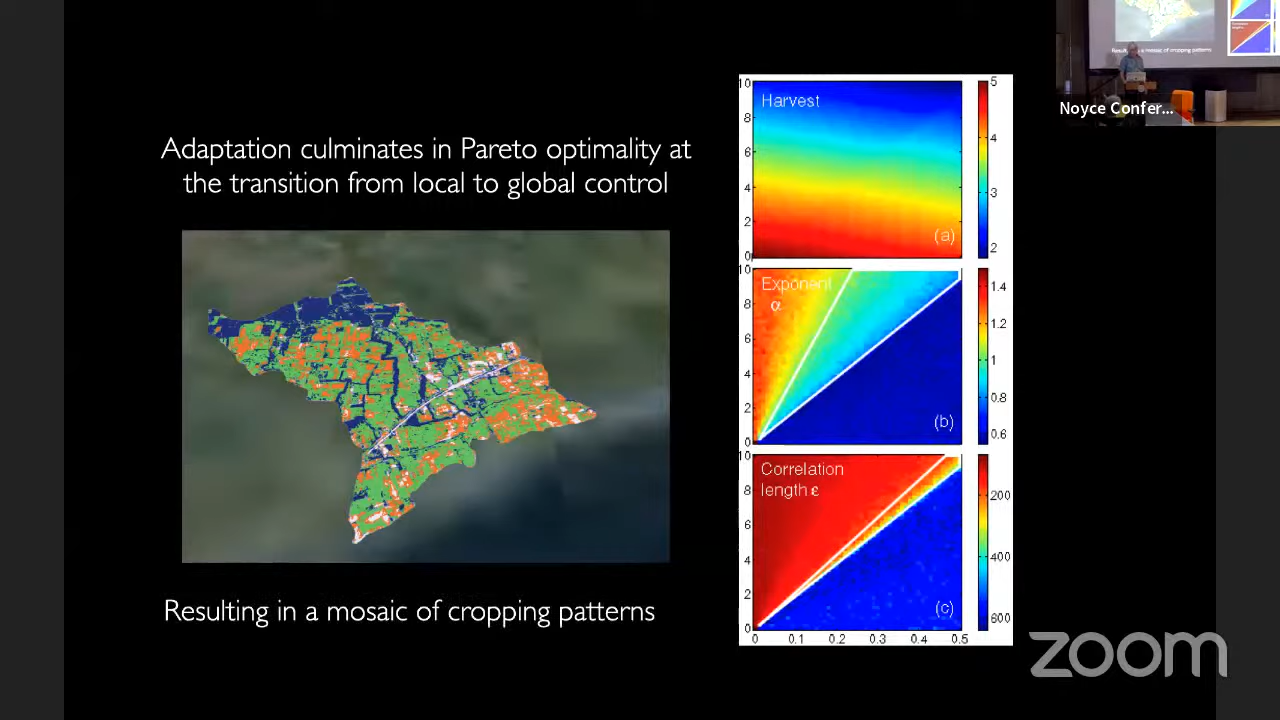 Adaptation culminates in Pareto optimality at
the transition from local to global control
Resulting in a mosaic of cropping patterns
10
8
6
4
2
0
Harvest
(a)
5
4
3
2
10
8
6
4
2
0
Exponent
α
(b)
1.4
1.2
1
0.8
0.6
10
8
6
4
2
0
Correlation
length ε
(c)
200
400
600
0 0.1 0.2 0.3 0.4 0.5
Noyce Confer...
zoom